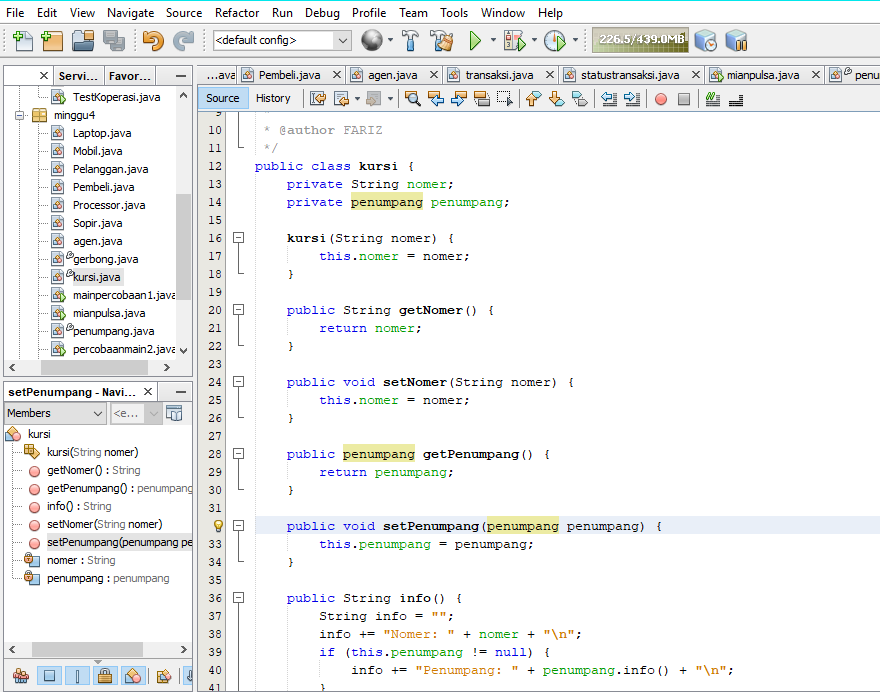 File Edit View Navigate Source Refactor Run Debug Profile Team Tools Window Help
<default config> 226.5/439.0MB
Servi... Favor...
...ava Pembeli.java agen.java transaksi.java statustransaksi.java mianpulsa.java penu
Source History
TestKoperasi.java
minggu4
Laptop.java
Mobil.java
Pelanggan.java
Pembeli.java
Processor.java
Sopir.java
agen.java
gerbong.java
kursi.java
mainpercobaan1.java
mianpulsa.java
penumpang.java
percobaanmain2.java
setPenumpang - Navi...
Members <e...
kursi
kursi(String nomer)
getNomer() : String
getPenumpang() : penumpang
info() : String
setNomer(String nomer)
setPenumpang(penumpang pe
nomer : String
penumpang : penumpang
9
10 * @author FARIZ
11 */
12 public class kursi {
13 private String nomer;
14 private penumpang penumpang;
15
16 kursi(String nomer) {
17 this.nomer = nomer;
18 }
19
20 public String getNomer() {
21 return nomer;
22 }
23
24 public void setNomer(String nomer) {
25 this.nomer = nomer;
26 }
27
28 public penumpang getPenumpang() {
29 return penumpang;
30 }
31
public void setPenumpang(penumpang penumpang) {
33 this.penumpang = penumpang;
34 }
35
36 public String info() {
37 String info = "";
38 info += "Nomer: " + nomer + "\n";
39 if (this.penumpang != null) {
40 info += "Penumpang: " + penumpang.info() + "\n";
41 }